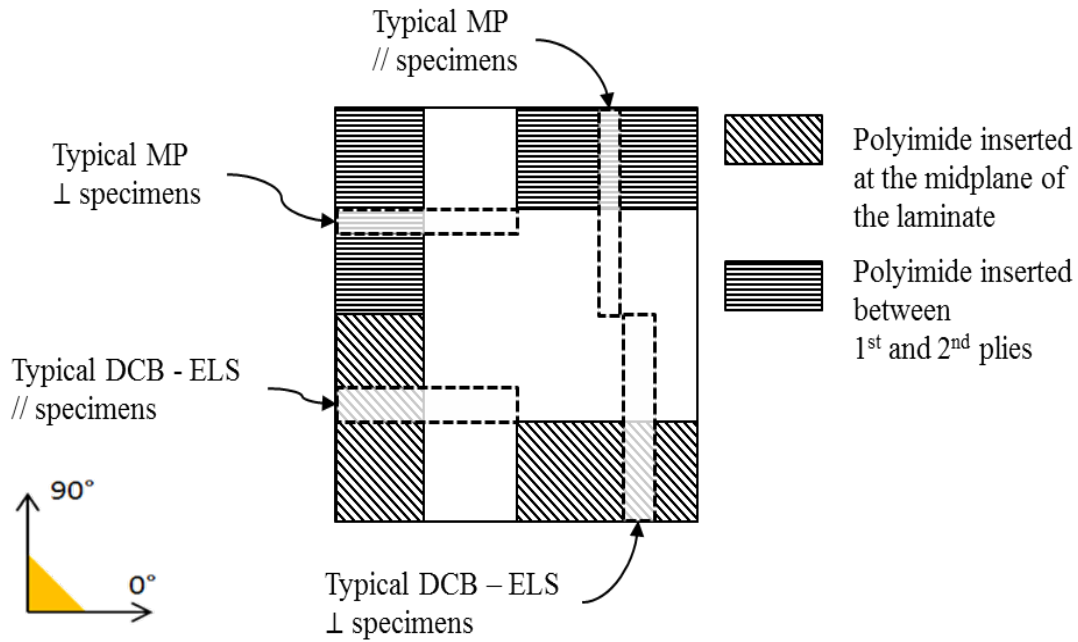 Typical MP
// specimens
Typical MP
⊥ specimens
Polyimide inserted
at the midplane of
the laminate
Polyimide inserted
between
1st and 2nd plies
Typical DCB - ELS
// specimens
90°
0°
Typical DCB – ELS
⊥ specimens